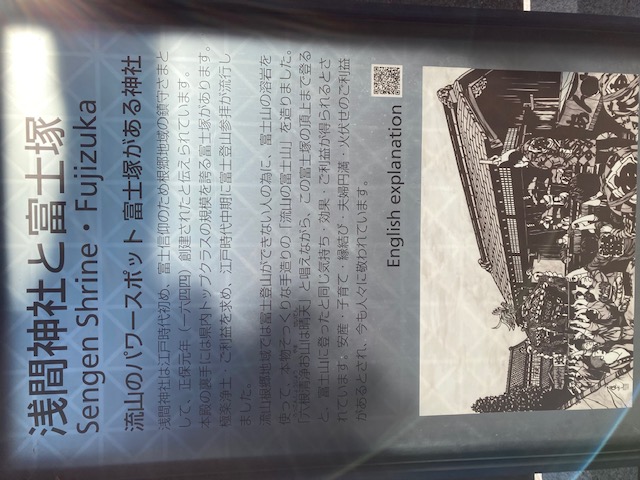 浅間神社と富士塚
Sengen Shrine・Fujizuka
流山のパワースポット 富士塚がある神社
浅間神社は江戸時代初め、富士信仰のため根郷地域の鎮守さまと
して、正保元年（一六四四）創建されたと伝えられています。
本殿の裏手には県内トップクラスの規模を誇る富士塚があります。
極楽浄土、ご利益を求め、江戸時代中期に富士登山参拝が流行し
ました。
流山根郷地域では富士登山ができない人の為に、富士山の溶岩を
使って、本物そっくりな手造りの「流山の富士山」を造りました。
「六根清浄お山は晴天」と唱えながら、この富士塚の頂上まで登る
と、富士山に登ったと同じ気持ち・効果・ご利益が得られるとさ
れています。安産・子育て・縁結び・夫婦円満・火伏せのご利益
があるとされ、今も人々に敬われています。
English explanation